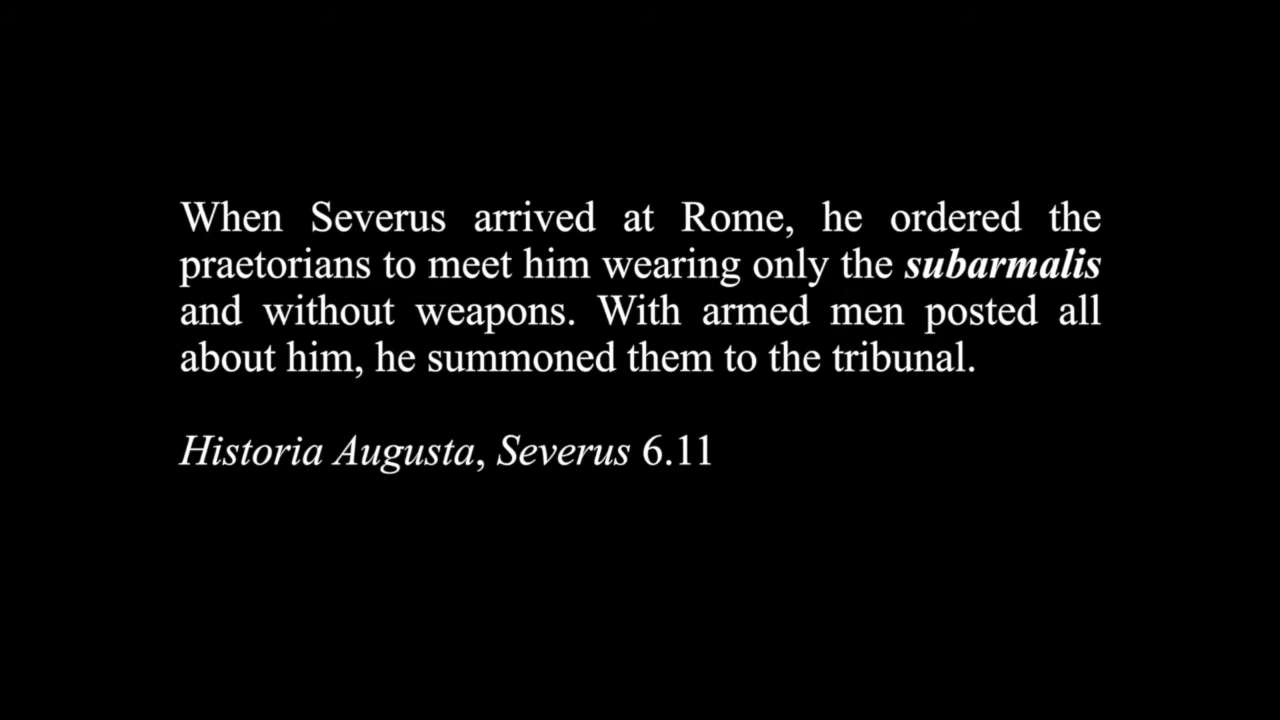 When Severus arrived at Rome, he ordered the
praetorians to meet him wearing only the subarmalis
and without weapons. With armed men posted all
about him, he summoned them to the tribunal.
Historia Augusta, Severus 6.11